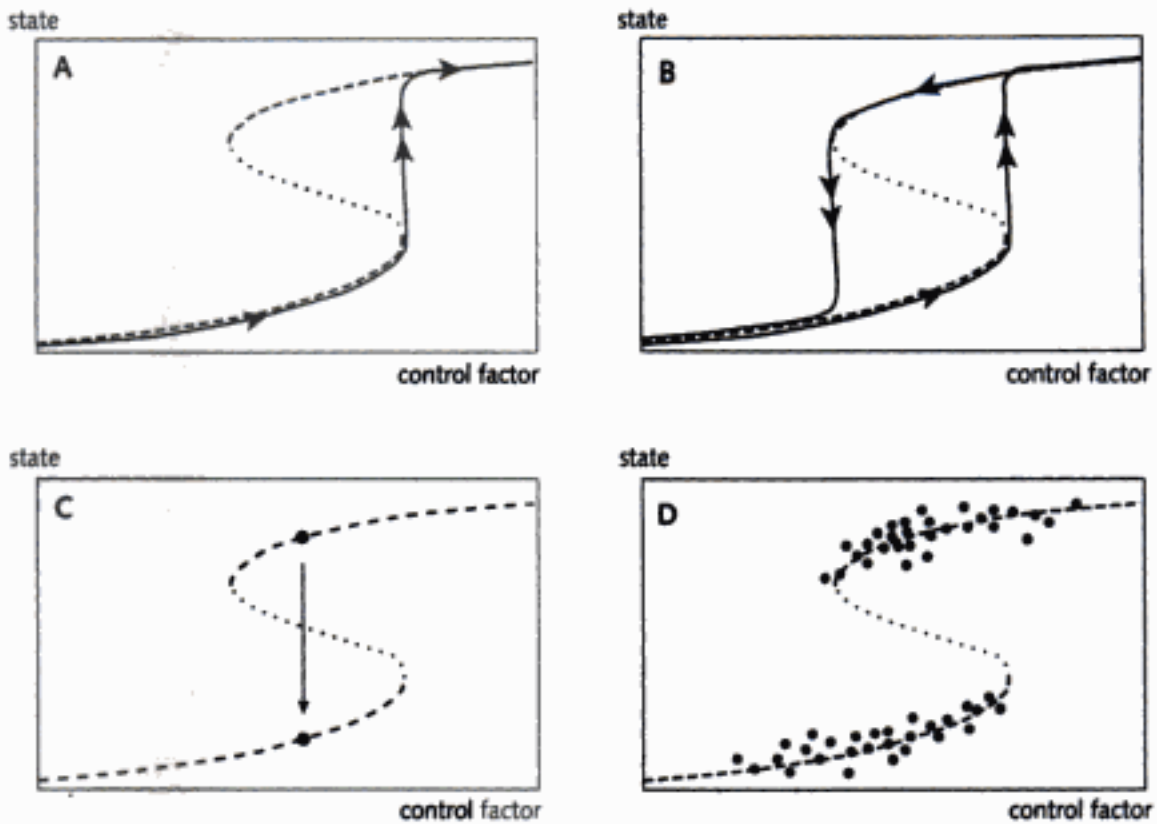 state
A
control factor
state
B
control factor
state
C
control factor
state
D
control factor